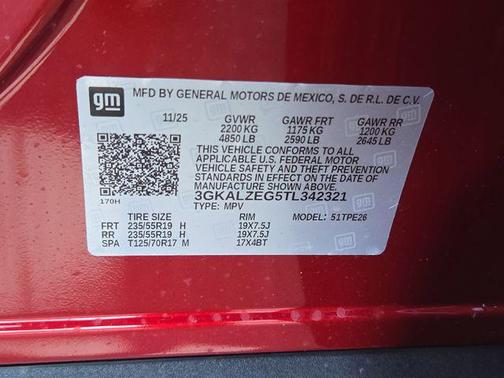 gm MFD BY GENERAL MOTORS DE MEXICO, S. DE R.L. DE C.V.
11/25 GVWR GAWR FRT GAWR RR
2200 KG 1175 KG 1200 KG
4850 LB 2590 LB 2645 LB
THIS VEHICLE CONFORMS TO ALL
APPLICABLE U.S. FEDERAL MOTOR
VEHICLE SAFETY AND THEFT
PREVENTION STANDARDS IN EFFECT
ON THE DATE OF
MANUFACTURE SHOWN ABOVE.
3GKALZEG5TL342321
170H TYPE: MPV MODEL: 51TPE26
TIRE SIZE RIM
FRT 235/55R19 H 19X7.5J
RR 235/55R19 H 19X7.5J
SPA T125/70R17 M 17X4BT